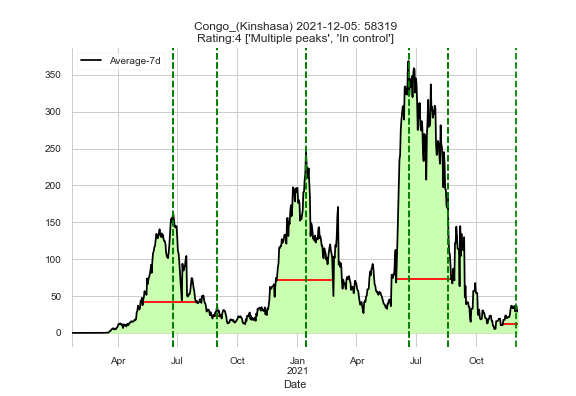 Congo_(Kinshasa) 2021-12-05: 58319
Rating:4 ['Multiple peaks', 'In control']
Average-7d
350
300
250
200
150
100
50
0
Apr Jul Oct Jan Apr Jul Oct
2021
Date